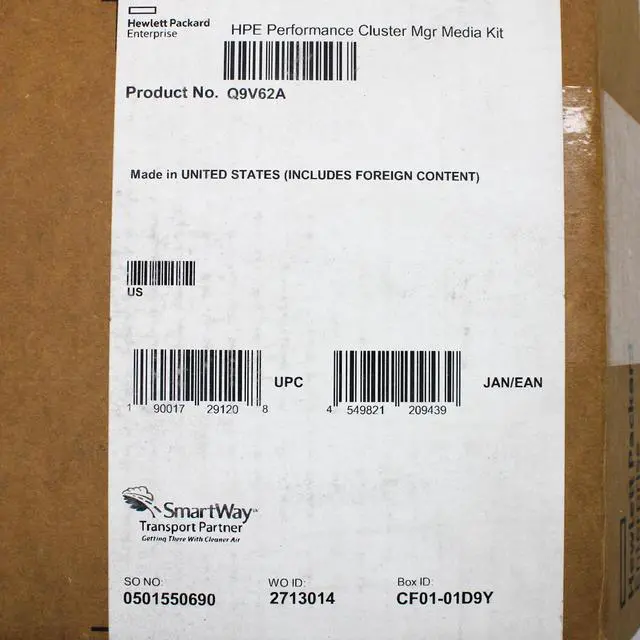 Hewlett Packard
Enterprise
HPE Performance Cluster Mgr Media Kit
Product No. Q9V62A
Made in UNITED STATES (INCLUDES FOREIGN CONTENT)
US
1 90017 29120 8 UPC
4 549821 209439 JAN/EAN
SmartWay
Transport Partner
Getting There With Cleaner Air
SO NO: WO ID: Box ID:
0501550690 2713014 CF01-01D9Y
Hewlett Packard